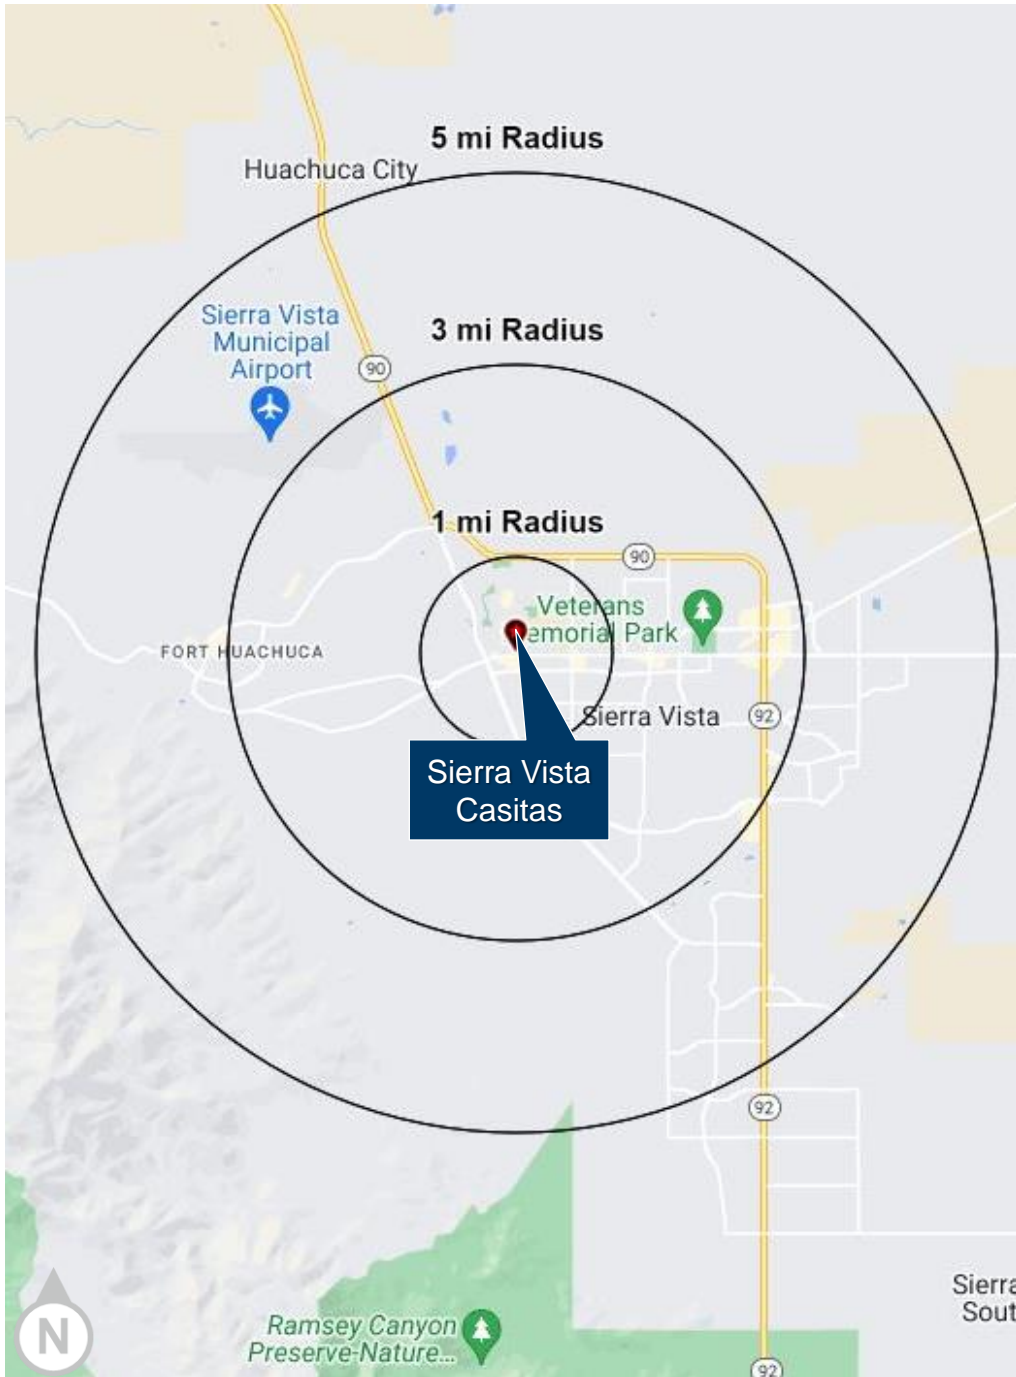 5 mi Radius
Huachuca City
Sierra Vista
Municipal
Airport
3 mi Radius
90
1 mi Radius
90
Veterans
emorial Park
FORT HUACHUCA
Sierra Vista
92
Sierra Vista
Casitas
92
Sierra
Sout
Ramsey Canyon
Preserve-Nature...
N
92